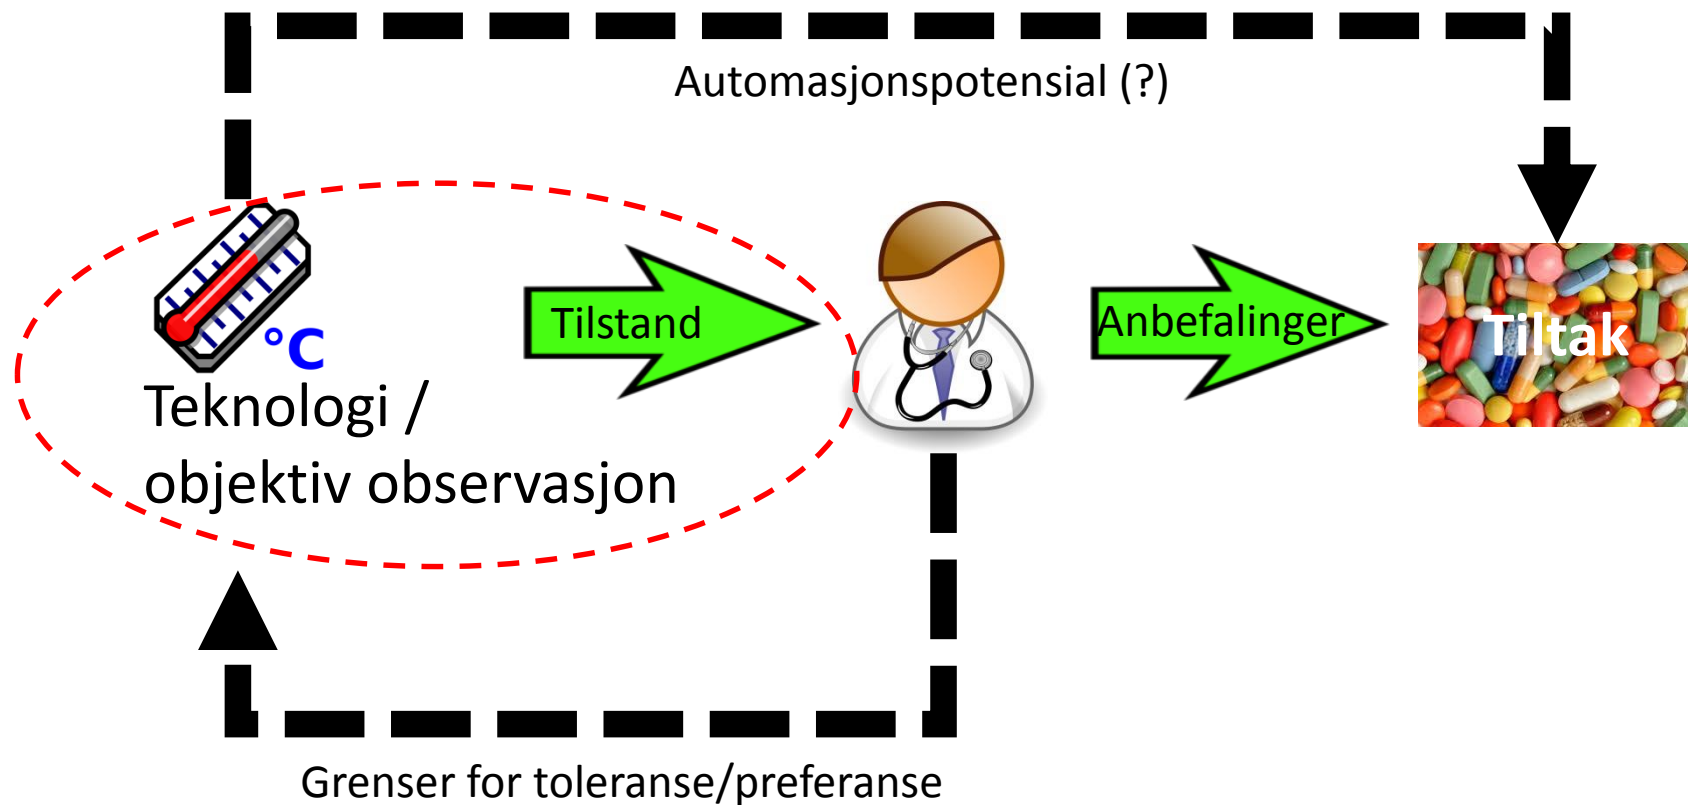 Automasjonspotensial (?)
°C
Tilstand
Anbefalinger
Tiltak
Teknologi /
objektiv observasjon
Grenser for toleranse/preferanse